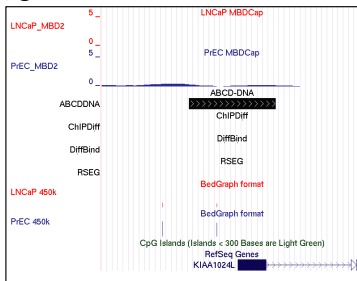 5 _
LNCaP MBDCap
LNCaP_MBD2
0 _
5 _
PrEC MBDCap
PrEC_MBD2
0 _
ABCD-DNA
ABCDDNA
ChIPDiff
ChIPDiff
DiffBind
DiffBind
RSEG
RSEG
BedGraph format
LNCaP 450k
BedGraph format
PrEC 450k
CpG Islands (Islands < 300 Bases are Light Green)
RefSeq Genes
KIAA1024L